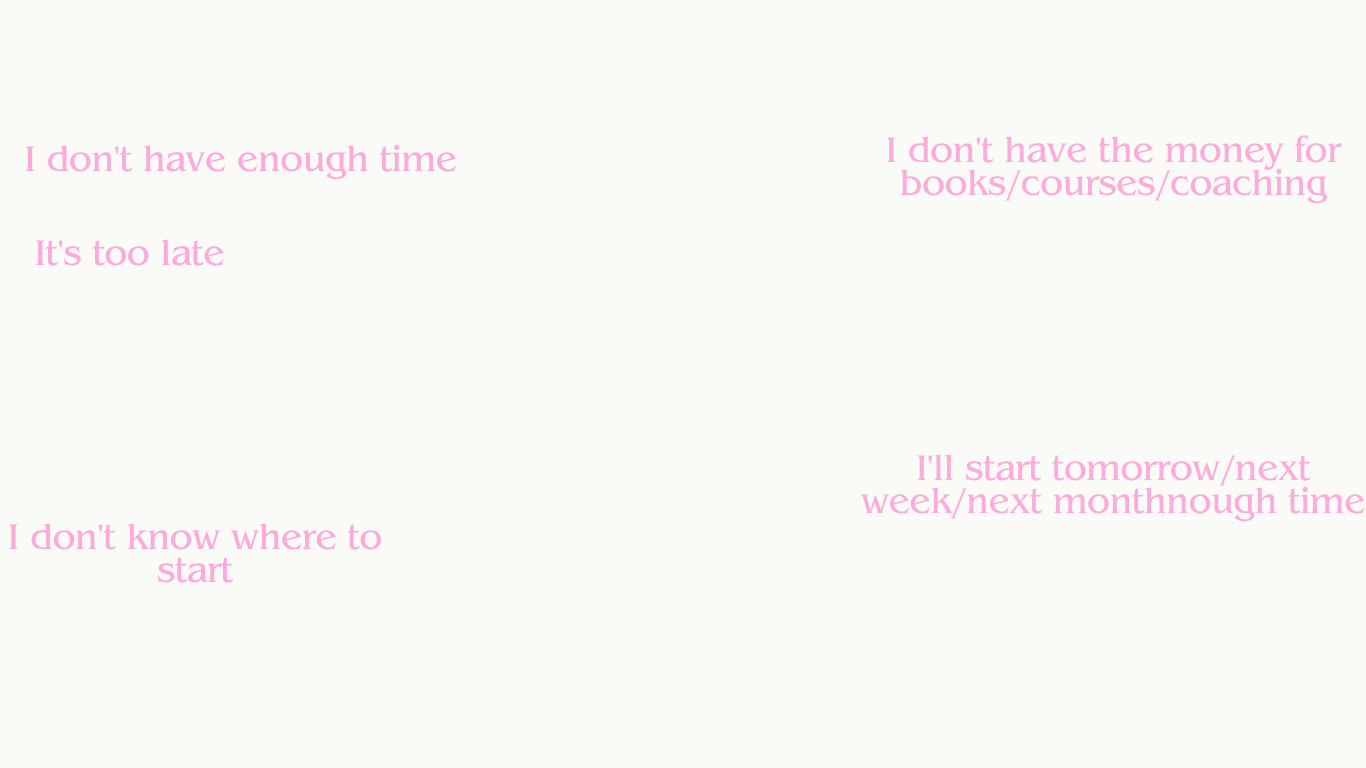 I don't have enough time
It's too late
I don't know where to
start
I don't have the money for
books/courses/coaching
I'll start tomorrow/next
week/next monthnough time